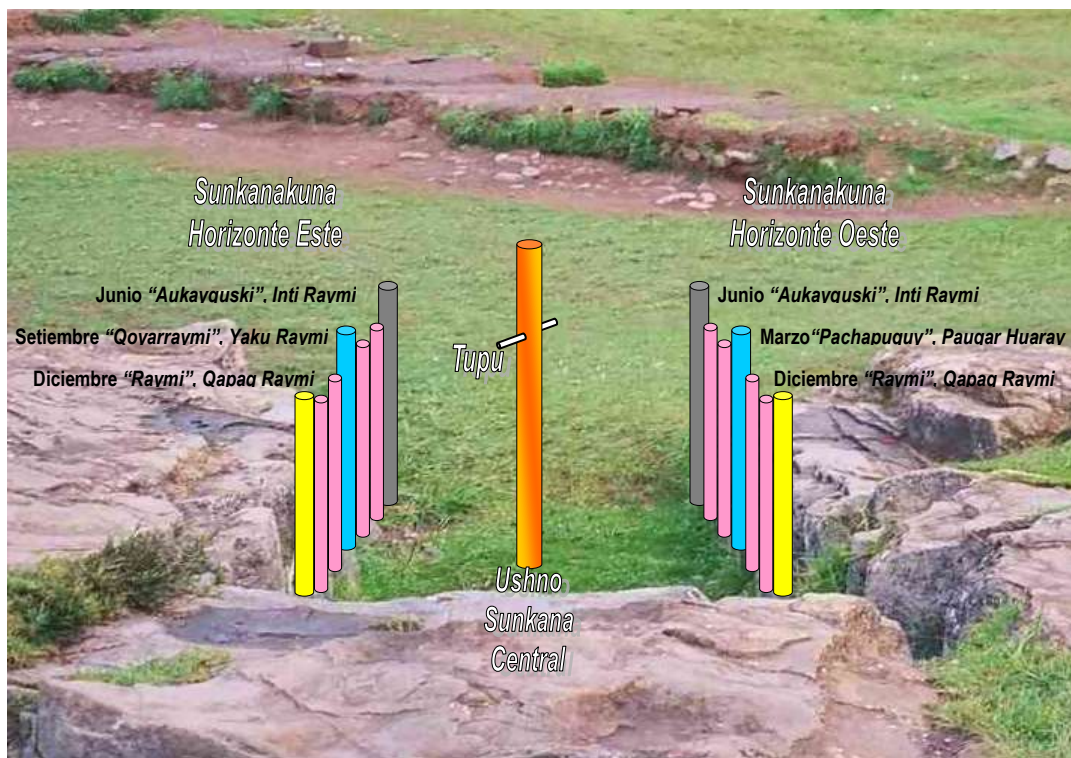 Sunkanakuna
Horizonte Este
Junio “Aukayquski”, Inti Raymi
Setiembre “Qoyarraymi”, Yaku Raymi
Diciembre “Raymi”, Qapaq Raymi
Tupu
Ushno
Sunkana
Central
Sunkanakuna
Horizonte Oeste
Junio “Aukayquski”, Inti Raymi
Marzo“Pachapuquy”, Pauqar Huaray
Diciembre “Raymi”, Qapaq Raymi